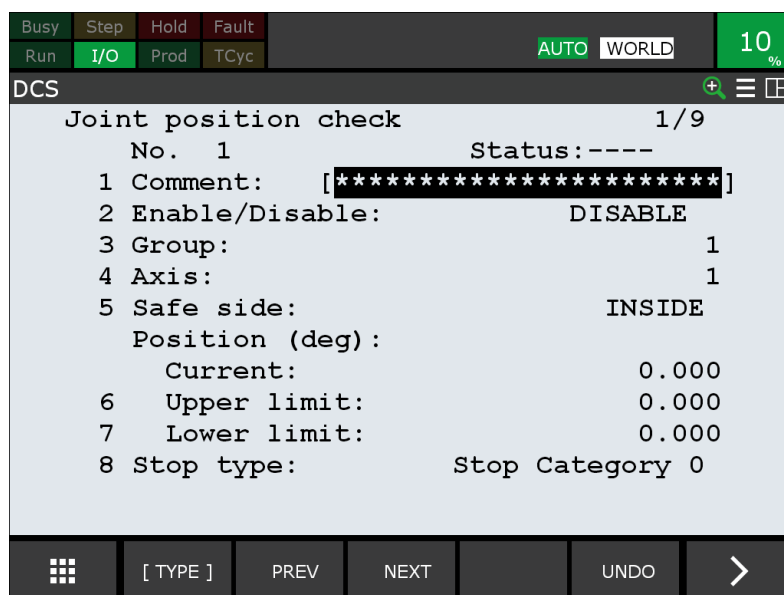 Busy Step Hold Fault
Run I/O Prod TCyc
AUTO WORLD
10 %
DCS
Joint position check 1/9
No. 1 Status:----
1 Comment: [***********************]
2 Enable/Disable: DISABLE
3 Group: 1
4 Axis: 1
5 Safe side: INSIDE
Position (deg):
Current: 0.000
6 Upper limit: 0.000
7 Lower limit: 0.000
8 Stop type: Stop Category 0
[ TYPE ] PREV NEXT UNDO